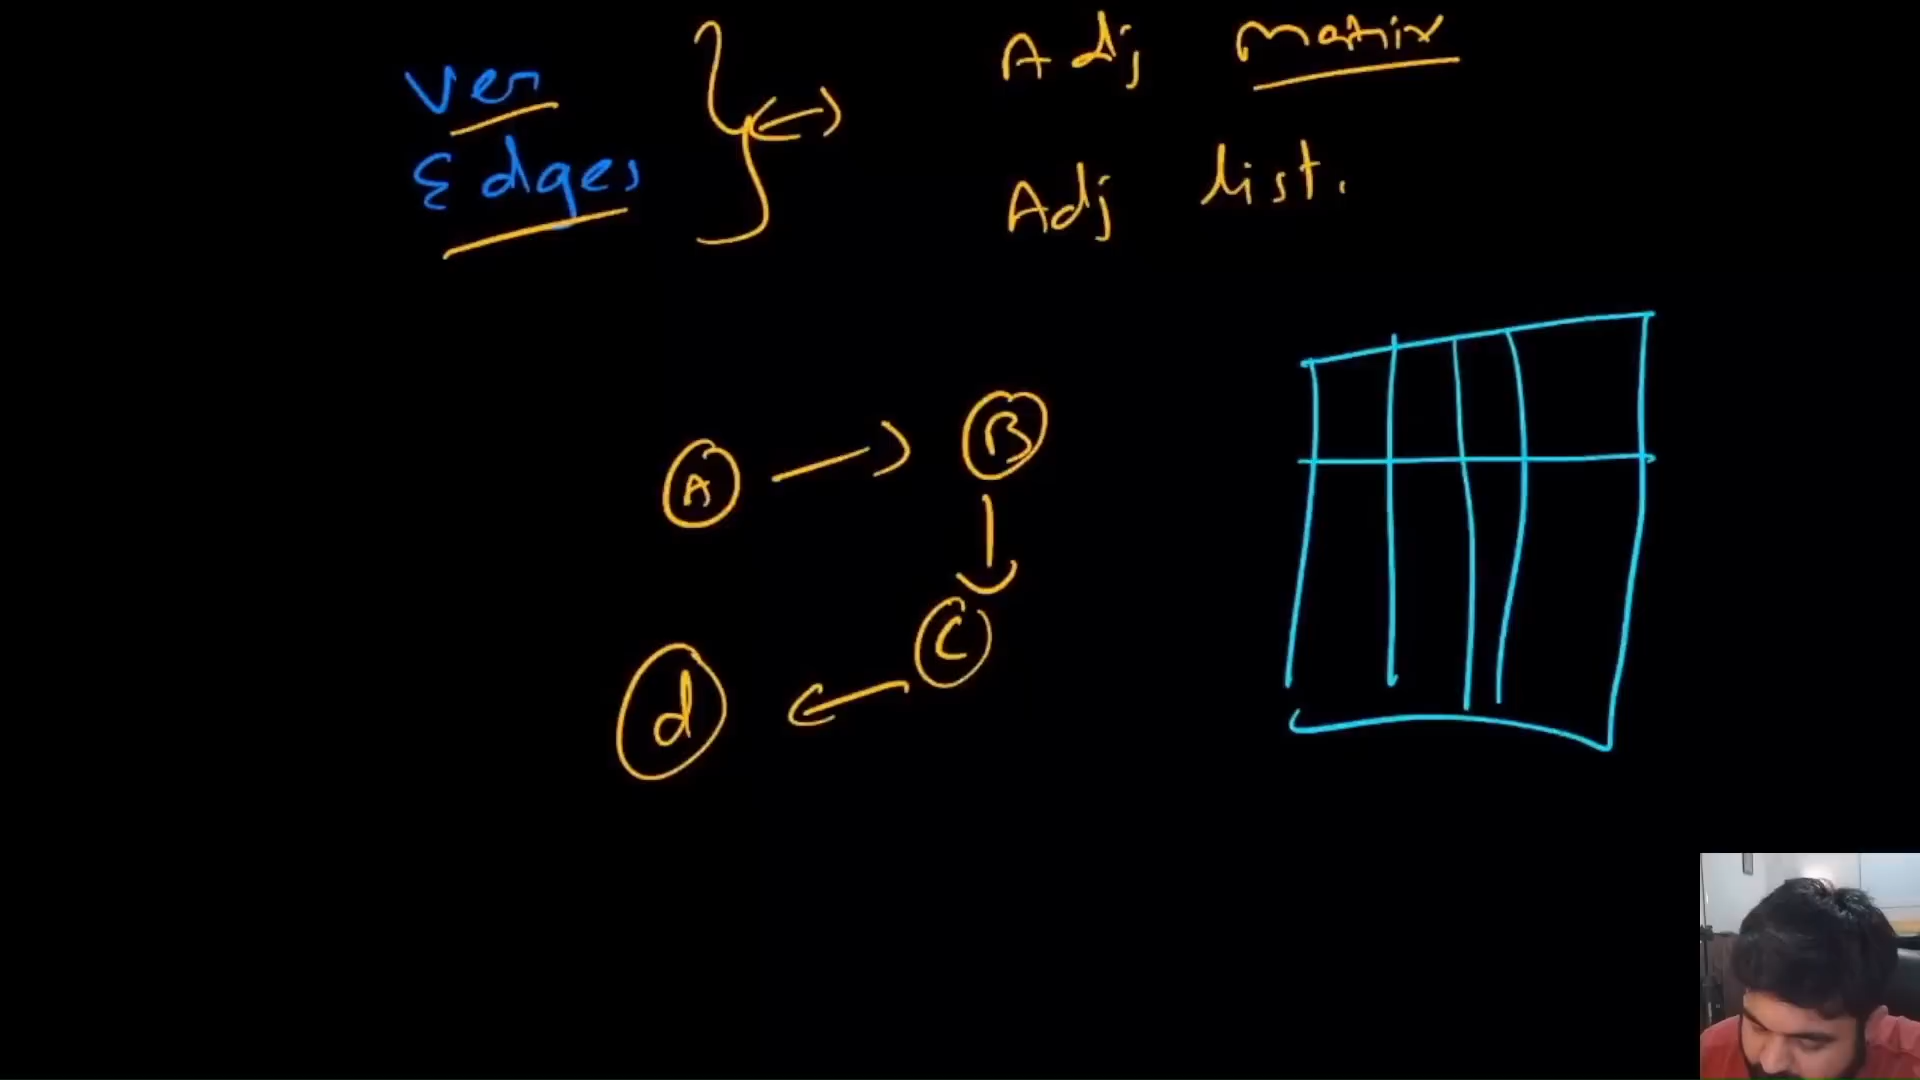 Ver
Edges
Adj matrix
Adj list.
A
B
C
d